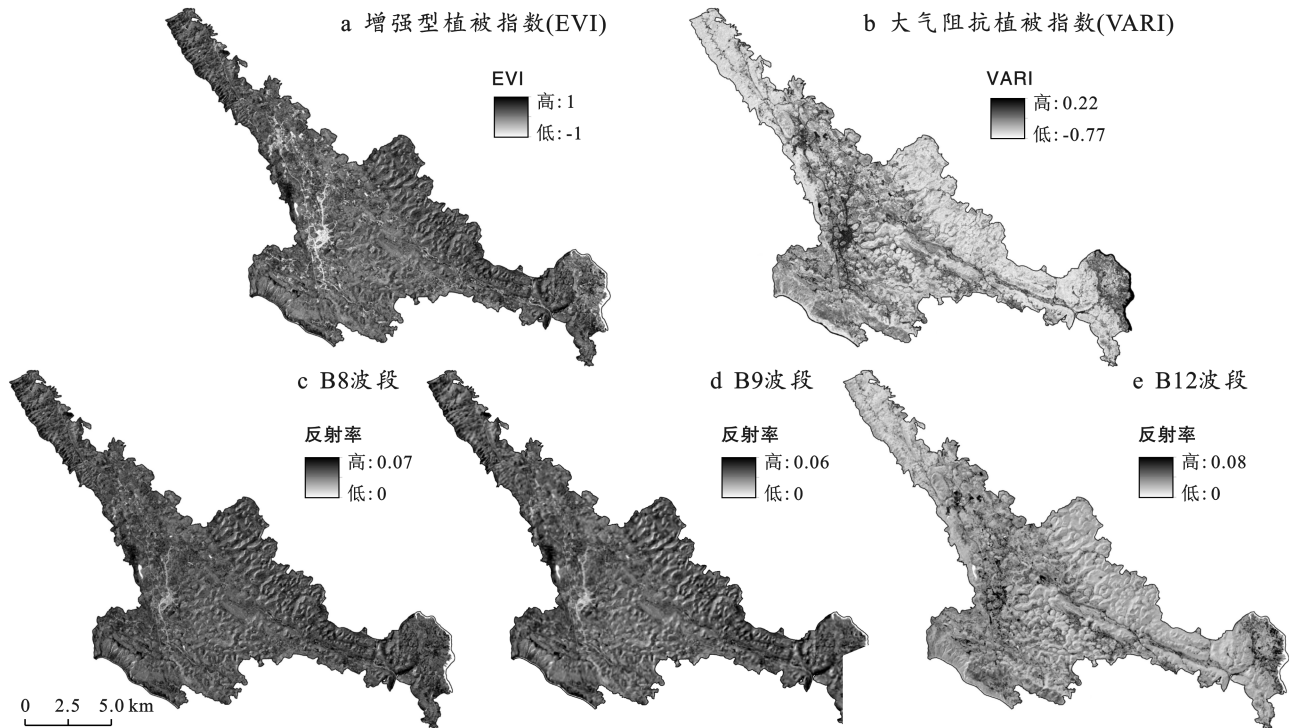 a 增强型植被指数(EVI)
EVI
高: 1
低: -1
b 大气阻抗植被指数(VARI)
VARI
高: 0.22
低: -0.77
c B8波段
反射率
高: 0.07
低: 0
d B9波段
反射率
高: 0.06
低: 0
e B12波段
反射率
高: 0.08
低: 0
0 2.5 5.0 km